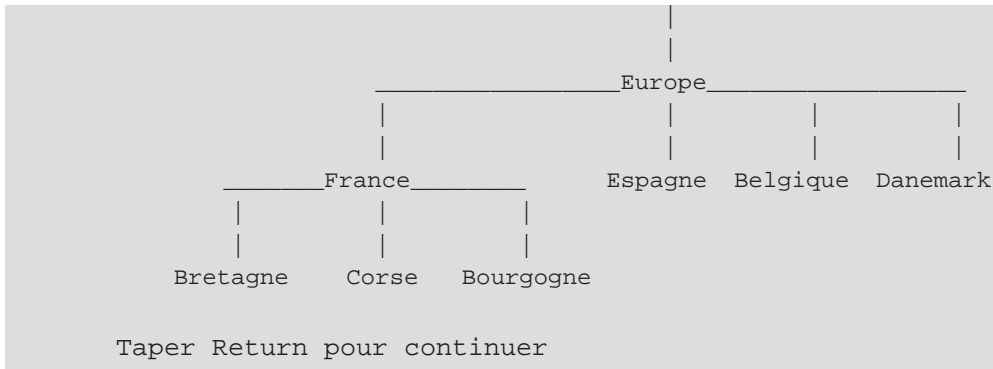 Europe
France Espagne Belgique Danemark
Bretagne Corse Bourgogne
Taper Return pour continuer